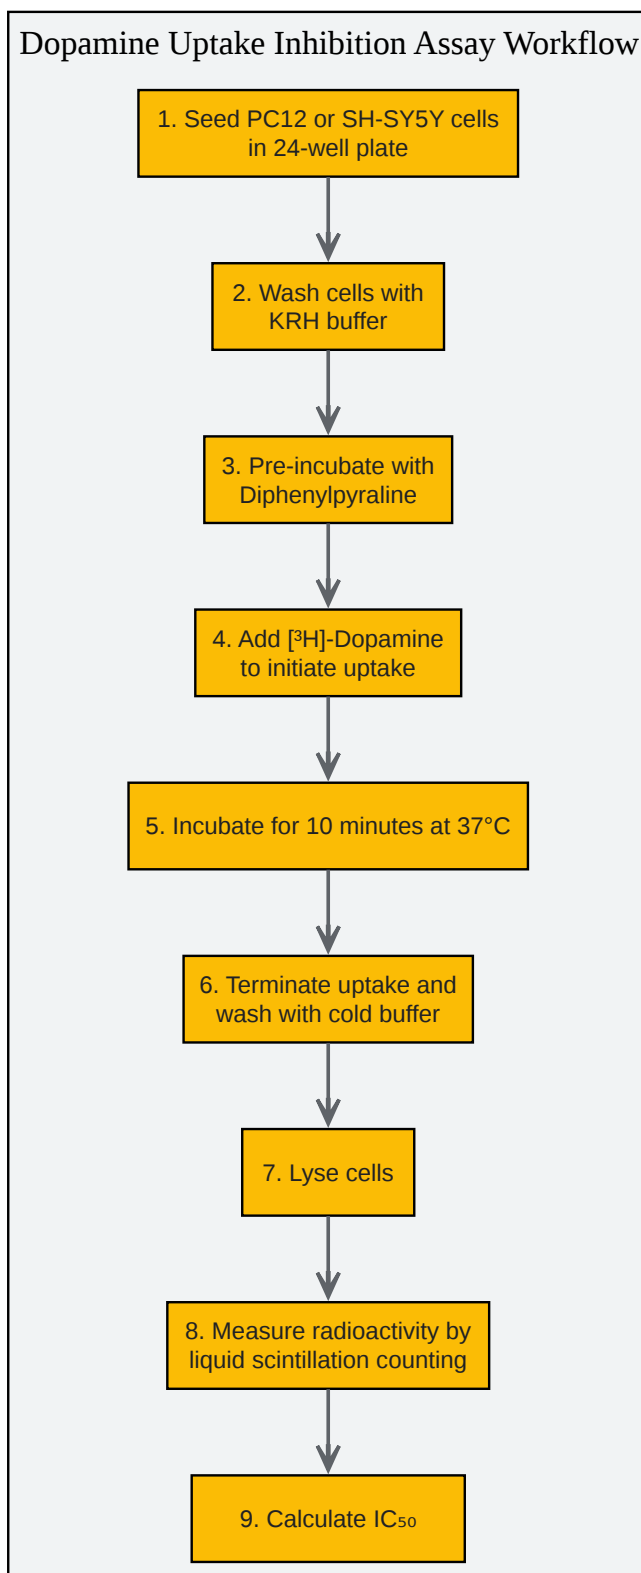 Dopamine Uptake Inhibition Assay Workflow
1. Seed PC12 or SH-SY5Y cells
in 24-well plate
2. Wash cells with
KRH buffer
3. Pre-incubate with
Diphenylpyraline
4. Add [³H]-Dopamine
to initiate uptake
5. Incubate for 10 minutes at 37°C
6. Terminate uptake and
wash with cold buffer
7. Lyse cells
8. Measure radioactivity by
liquid scintillation counting
9. Calculate IC₅₀